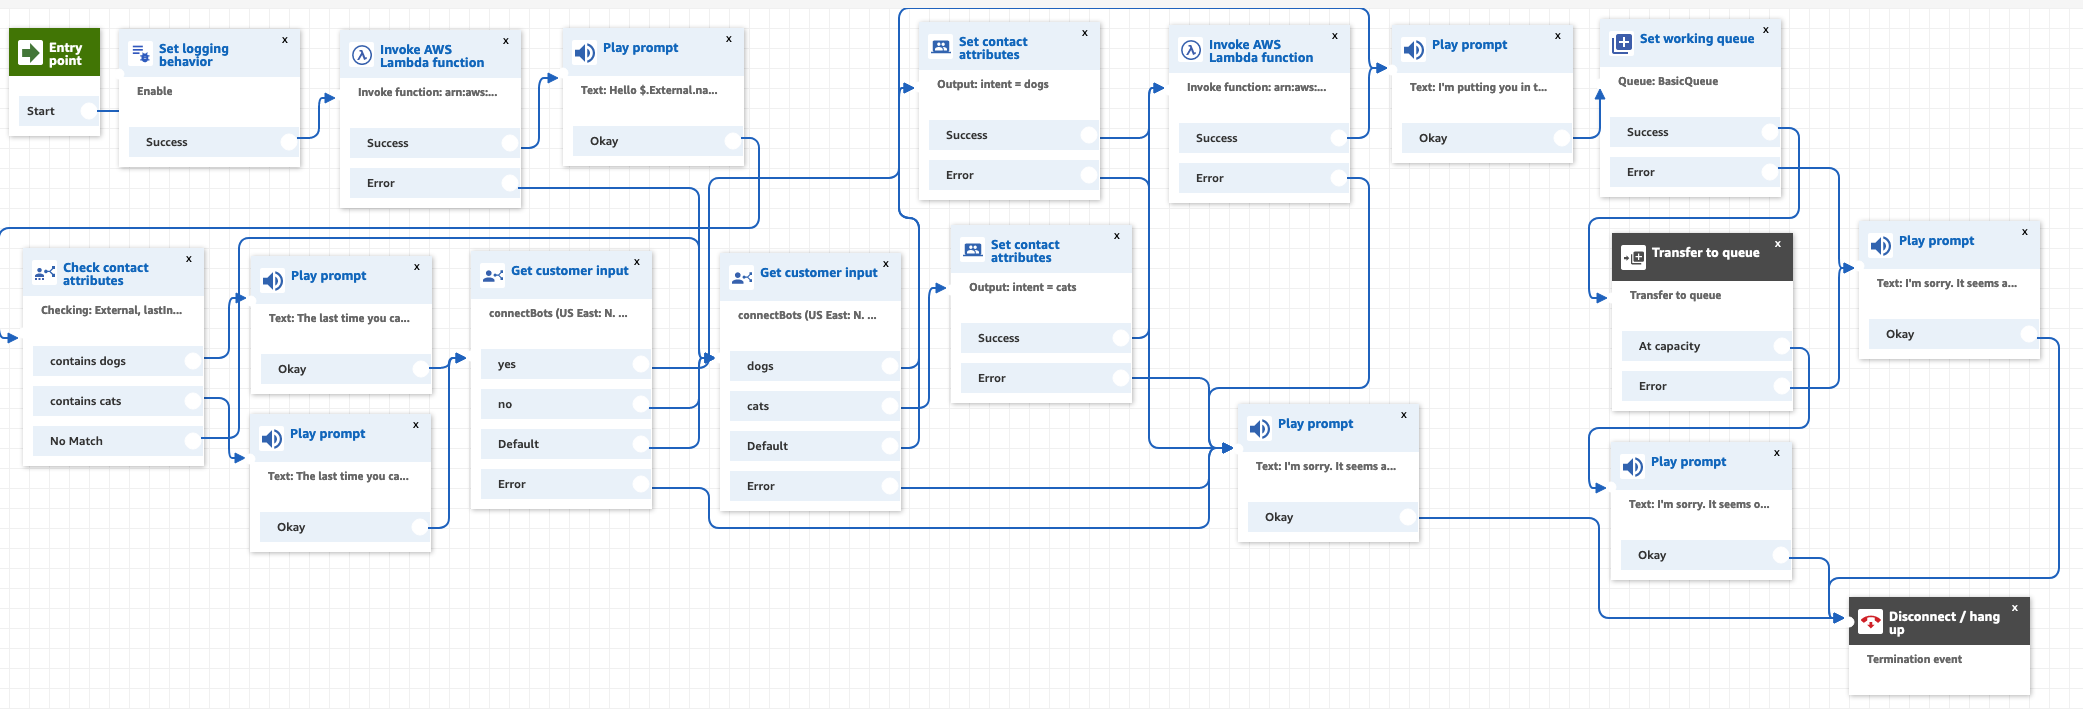 Entry
point
Start
Set logging
behavior
x
Enable
Success
Invoke AWS
Lambda function
x
Invoke function: arn:aws:...
Success
Error
Play prompt
x
Text: Hello $.External.na...
Okay
Set contact
attributes
x
Output: intent = dogs
Success
Error
Invoke AWS
Lambda function
x
Invoke function: arn:aws:...
Success
Error
Play prompt
x
Text: I'm putting you in t...
Okay
Set working queue
x
Queue: BasicQueue
Success
Error
Check contact
attributes
x
Checking: External, lastIn...
contains dogs
contains cats
No Match
Play prompt
x
Text: The last time you ca...
Okay
Play prompt
x
Text: The last time you ca...
Okay
Get customer input
x
connectBots (US East: N. ...
yes
no
Default
Error
Get customer input
x
connectBots (US East: N. ...
dogs
cats
Default
Error
Set contact
attributes
x
Output: intent = cats
Success
Error
Play prompt
x
Text: I'm sorry. It seems a...
Okay
Transfer to queue
x
Transfer to queue
At capacity
Error
Play prompt
x
Text: I'm sorry. It seems a...
Okay
Play prompt
x
Text: I'm sorry. It seems o...
Okay
Disconnect / hang
up
x
Termination event